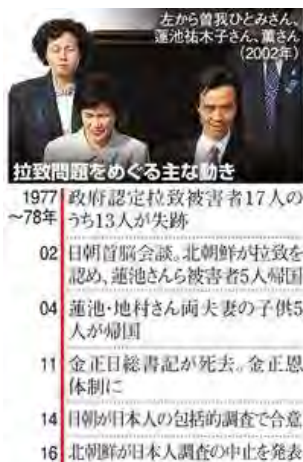 左から曽我ひとみさん、
蓮池祐木子さん、薫さん
(2002年)
拉致問題をめぐる主な動き
1977 政府認定拉致被害者17人の
~78年 うち13人が失跡
02 日朝首脳会談。北朝鮮が拉致を
認め、蓮池さんら被害者5人帰国
04 蓮池・地村さん両夫妻の子供5
人が帰国
11 金正日総書記が死去。金正恩
体制に
14 日朝が日本人の包括的調査で合意
16 北朝鮮が日本人調査の中止を発表